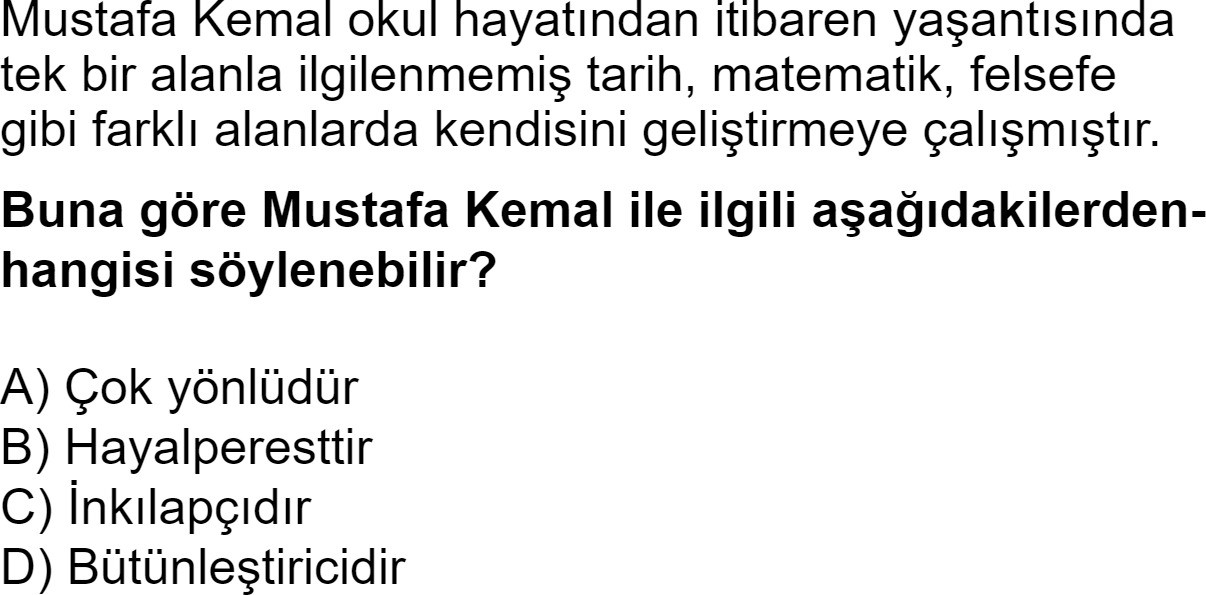 Mustafa Kemal okul hayatından itibaren yaşantısında
tek bir alanla ilgilenmemiş tarih, matematik, felsefe
gibi farklı alanlarda kendisini geliştirmeye çalışmıştır.
Buna göre Mustafa Kemal ile ilgili aşağıdakilerden-
hangisi söylenebilir?
A) Çok yönlüdür
B) Hayalperesttir
C) İnkılapçıdır
D) Bütünleştiricidir